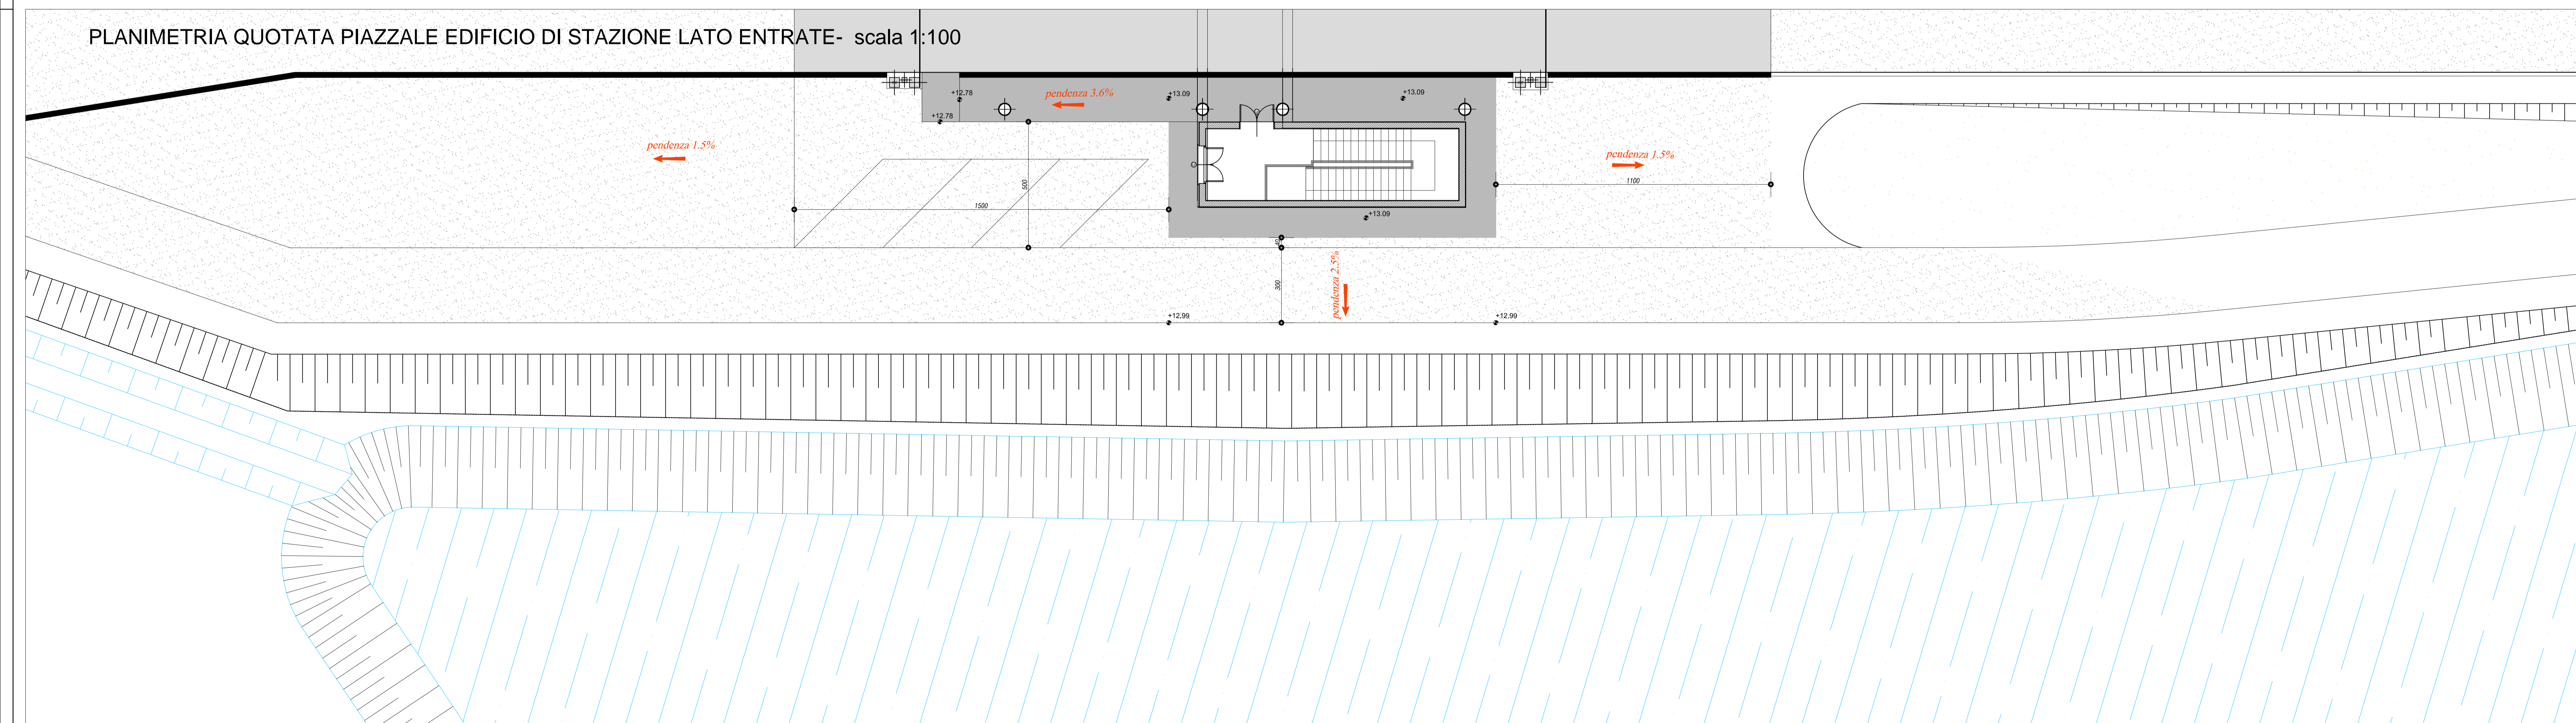 PLANIMETRIA QUOTATA PIAZZALE EDIFICIO DI STAZIONE LATO ENTRATE- scala 1:100
+12.78
pendenza 3.6%
+13.09
+13.09
+12.78
pendenza 1.5%
pendenza 1.5%
500
1100
1500
+13.09
40
pendenza 2.5%
300
+12.99
+12.99